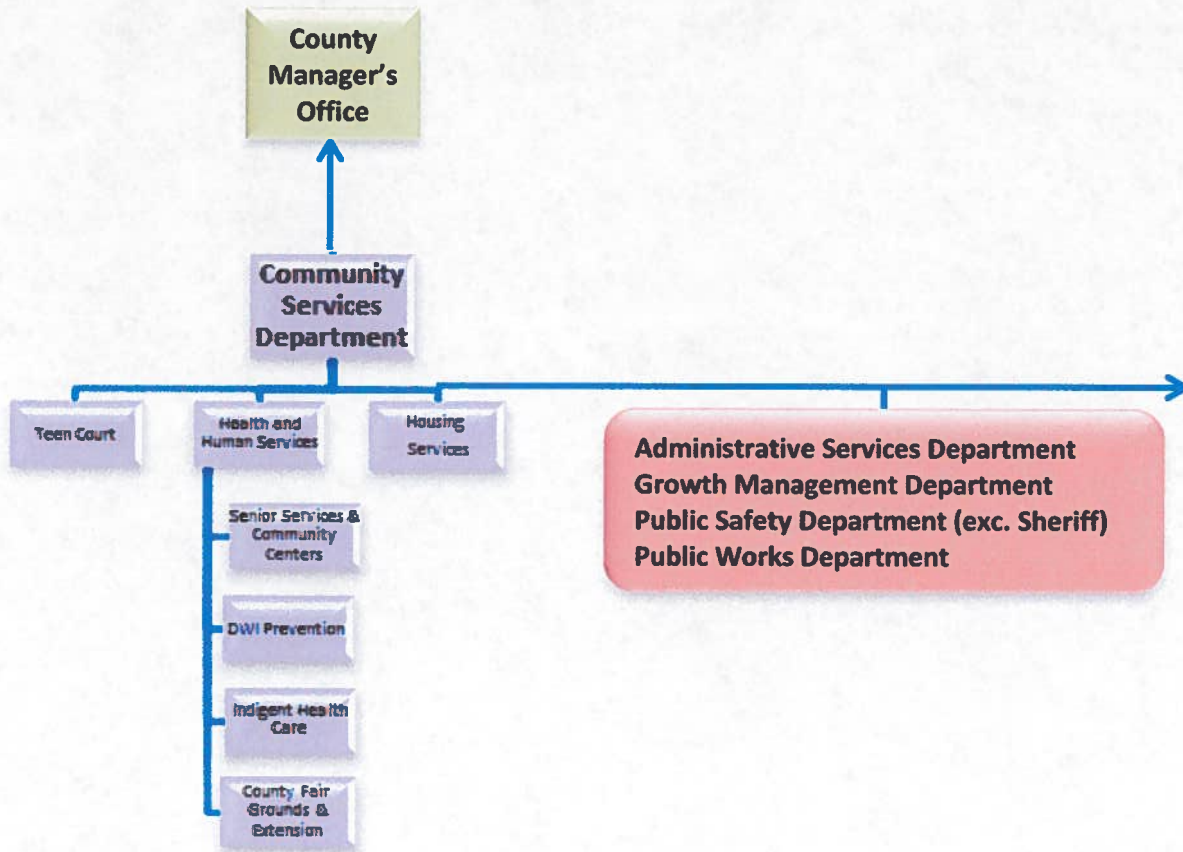 County
Manager's
Office
Community
Services
Department
Teen Court
Health and
Human Services
Housing
Services
Administrative Services Department
Growth Management Department
Public Safety Department (exc. Sheriff)
Public Works Department
Senior Services &
Community
Centers
DWI Prevention
Indigent Health
Care
County Fair
Grounds &
Extension